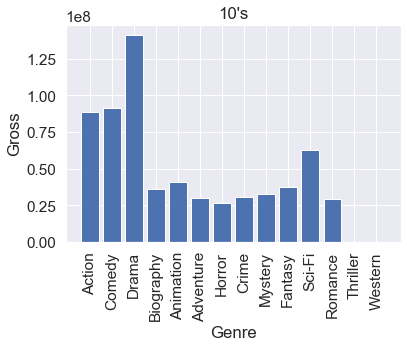 10's
1e8
1.25
1.00
0.75
0.50
0.25
0.00
Gross
Action
Comedy
Drama
Biography
Animation
Adventure
Horror
Crime
Mystery
Fantasy
Sci-Fi
Romance
Thriller
Western
Genre